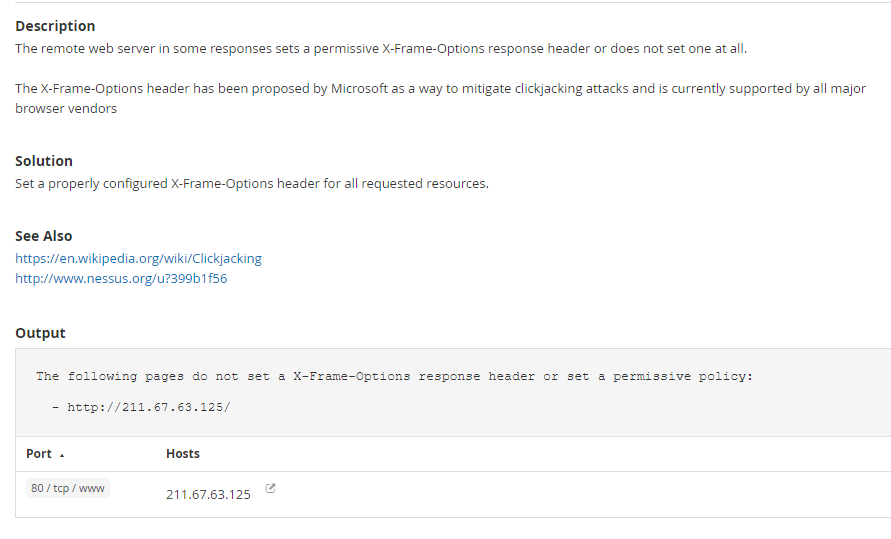 Description
The remote web server in some responses sets a permissive X-Frame-Options response header or does not set one at all.
The X-Frame-Options header has been proposed by Microsoft as a way to mitigate clickjacking attacks and is currently supported by all major
browser vendors
Solution
Set a properly configured X-Frame-Options header for all requested resources.
See Also
https://en.wikipedia.org/wiki/Clickjacking
http://www.nessus.org/u?399b1f56
Output
The following pages do not set a X-Frame-Options response header or set a permissive policy:
- http://211.67.63.125/
Port Hosts
80 / tcp / www 211.67.63.125